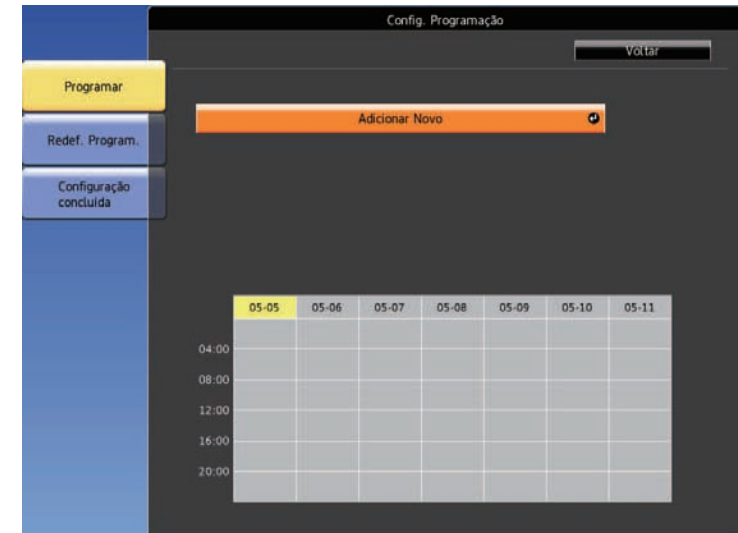 Config. Programação
Voltar
Programar
Adicionar Novo
Redef. Program.
Configuração
concluída
05-05 05-06 05-07 05-08 05-09 05-10 05-11
04:00
08:00
12:00
16:00
20:00